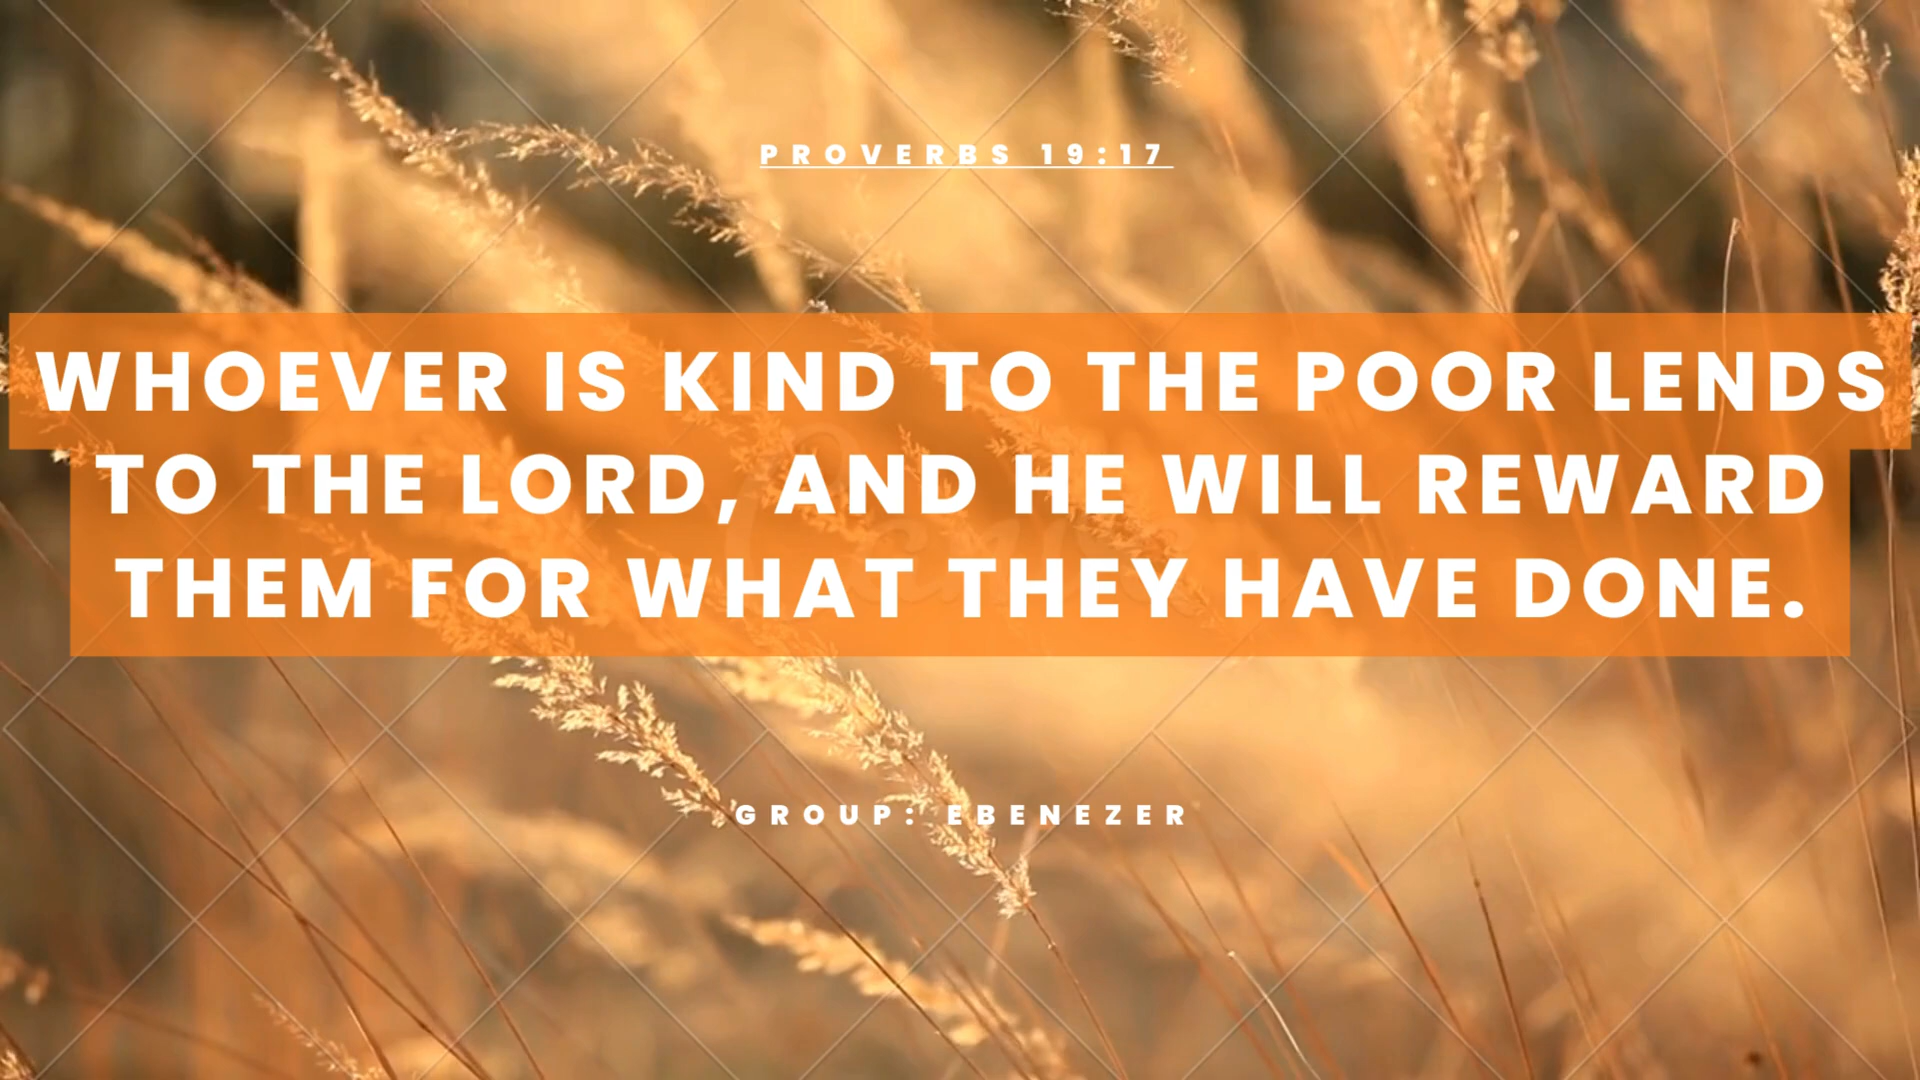 PROVERBS 19:17
WHOEVER IS KIND TO THE POOR LENDS
TO THE LORD, AND HE WILL REWARD
THEM FOR WHAT THEY HAVE DONE.
GROUP: EBENEZER